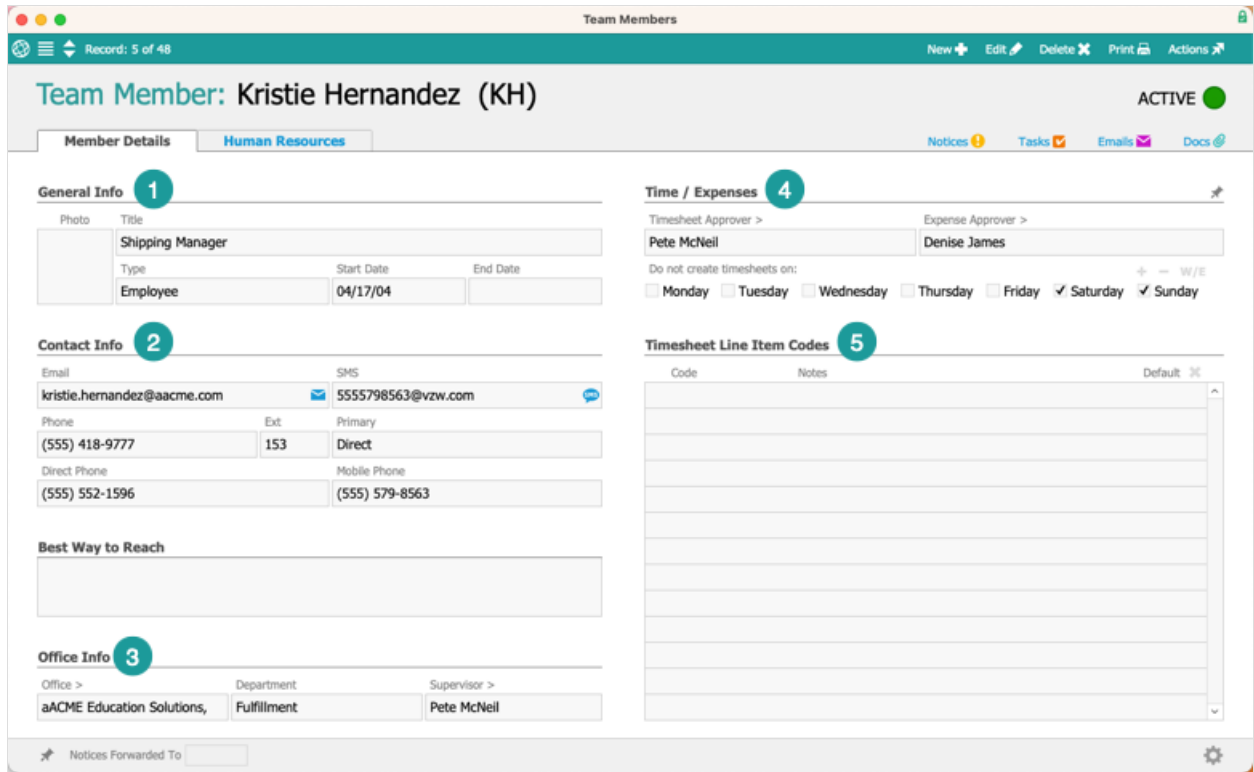 Team Members
Record: 5 of 48
New Edit Delete Print Actions
Team Member: Kristie Hernandez (KH)
ACTIVE
Member Details Human Resources
Notices Tasks Emails Docs
General Info 1
Photo Title
Shipping Manager
Type Start Date End Date
Employee 04/17/04
Contact Info 2
Email SMS
kristie.hernandez@aacme.com 5555798563@vzw.com SMS
Phone Ext Primary
(555) 418-9777 153 Direct
Direct Phone Mobile Phone
(555) 552-1596 (555) 579-8563
Best Way to Reach
Office Info 3
Office > Department Supervisor >
aACME Education Solutions, Fulfillment Pete McNeil
Time / Expenses 4
Timesheet Approver > Expense Approver >
Pete McNeil Denise James
Do not create timesheets on: + − W/E
Monday Tuesday Wednesday Thursday Friday Saturday Sunday
Timesheet Line Item Codes 5
Code Notes Default
Notices Forwarded To